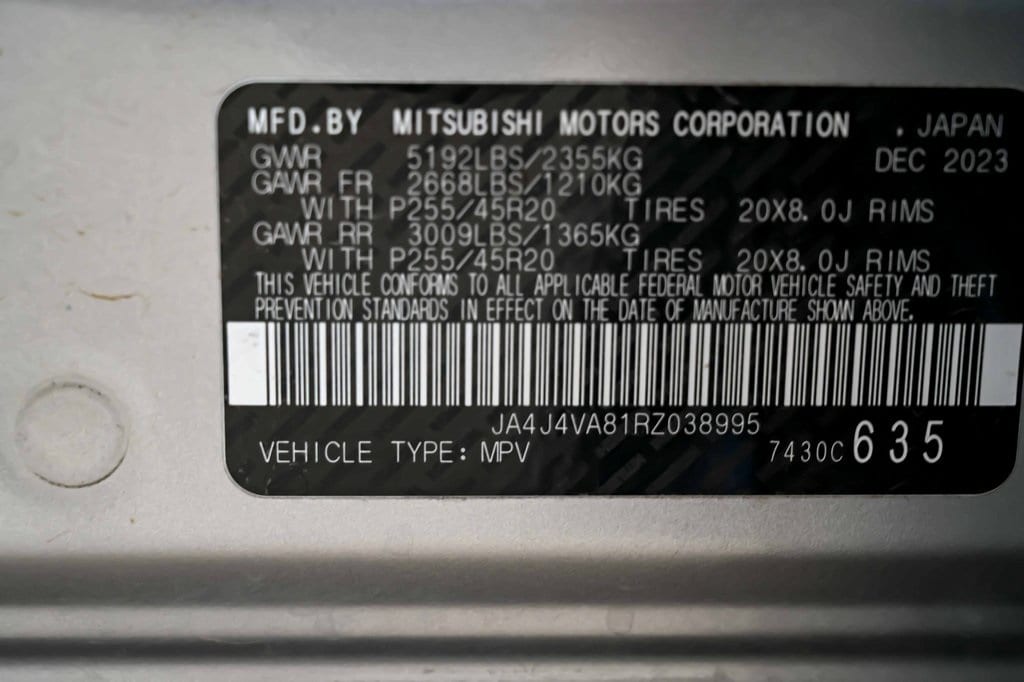 MFD.BY MITSUBISHI MOTORS CORPORATION , JAPAN
GVWR 5192LBS/2355KG DEC 2023
GAWR FR 2668LBS/1210KG
WITH P255/45R20 TIRES 20X8.0J RIMS
GAWR RR 3009LBS/1365KG
WITH P255/45R20 TIRES 20X8.0J RIMS
THIS VEHICLE CONFORMS TO ALL APPLICABLE FEDERAL MOTOR VEHICLE SAFETY AND THEFT
PREVENTION STANDARDS IN EFFECT ON THE DATE OF MANUFACTURE SHOWN ABOVE.
JA4J4VA81RZ038995
VEHICLE TYPE: MPV 7430C 635